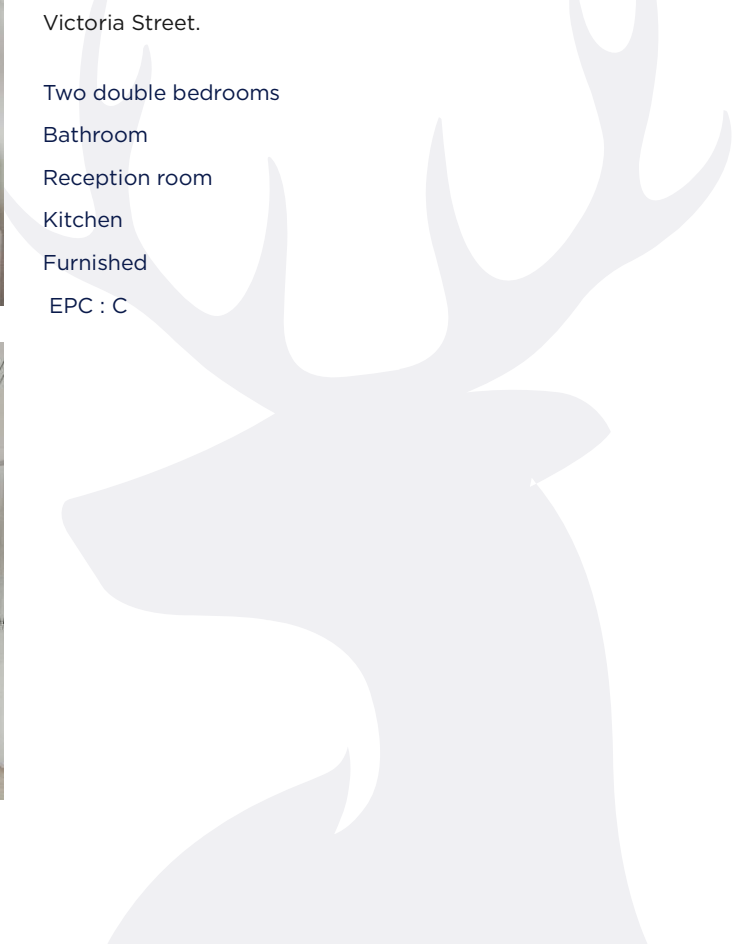 Victoria Street.
Two double bedrooms
Bathroom
Reception room
Kitchen
Furnished
EPC : C